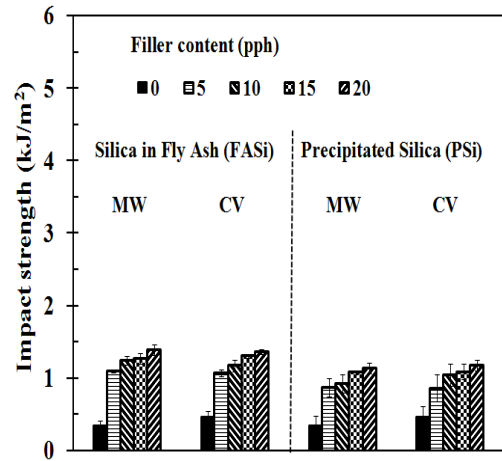 Filler content (pph)
0 5 10 15 20
Silica in Fly Ash (FASi) Precipitated Silica (PSi)
MW CV MW CV
Impact strength (kJ/m²)
6
5
4
3
2
1
0